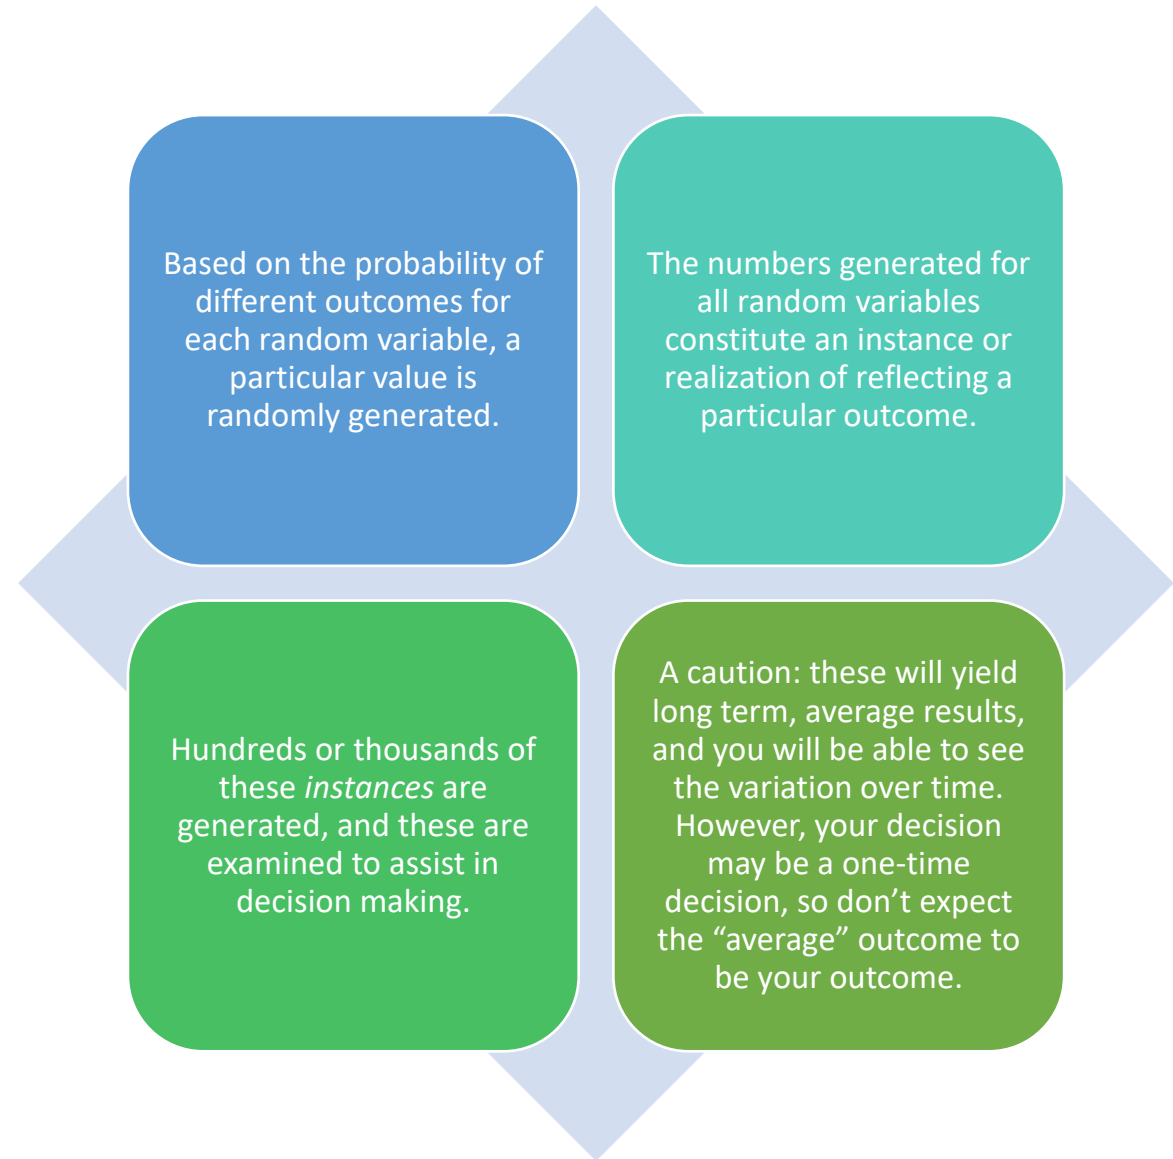 Based on the probability of
different outcomes for
each random variable, a
particular value is
randomly generated.
The numbers generated for
all random variables
constitute an instance or
realization of reflecting a
particular outcome.
Hundreds or thousands of
these instances are
generated, and these are
examined to assist in
decision making.
A caution: these will yield
long term, average results,
and you will be able to see
the variation over time.
However, your decision
may be a one-time
decision, so don’t expect
the “average” outcome to
be your outcome.